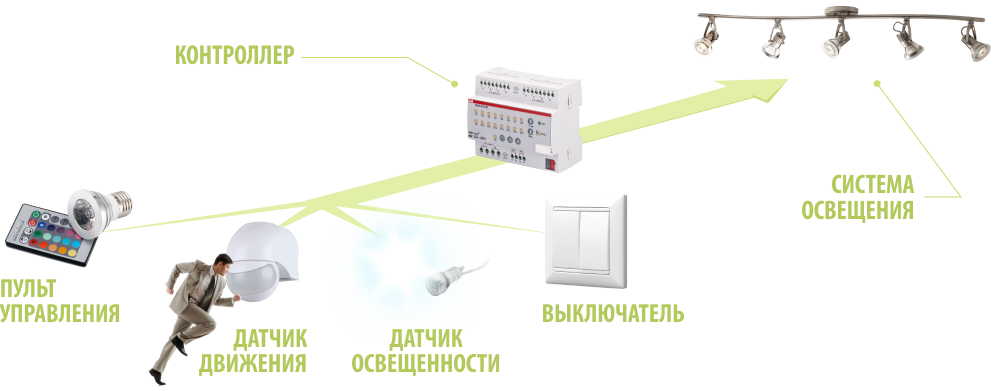 КОНТРОЛЛЕР
СИСТЕМА
ОСВЕЩЕНИЯ
ПУЛЬТ
УПРАВЛЕНИЯ
ДАТЧИК
ДВИЖЕНИЯ
ДАТЧИК
ОСВЕЩЕННОСТИ
ВЫКЛЮЧАТЕЛЬ